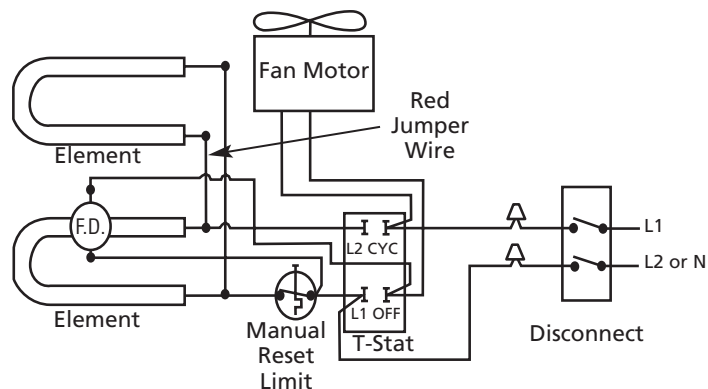 Fan Motor
Red
Jumper
Wire
Element
F.D.
L1
L2 CYC
L2 or N
L1 OFF
Element
Manual
Reset
Limit
T-Stat
Disconnect